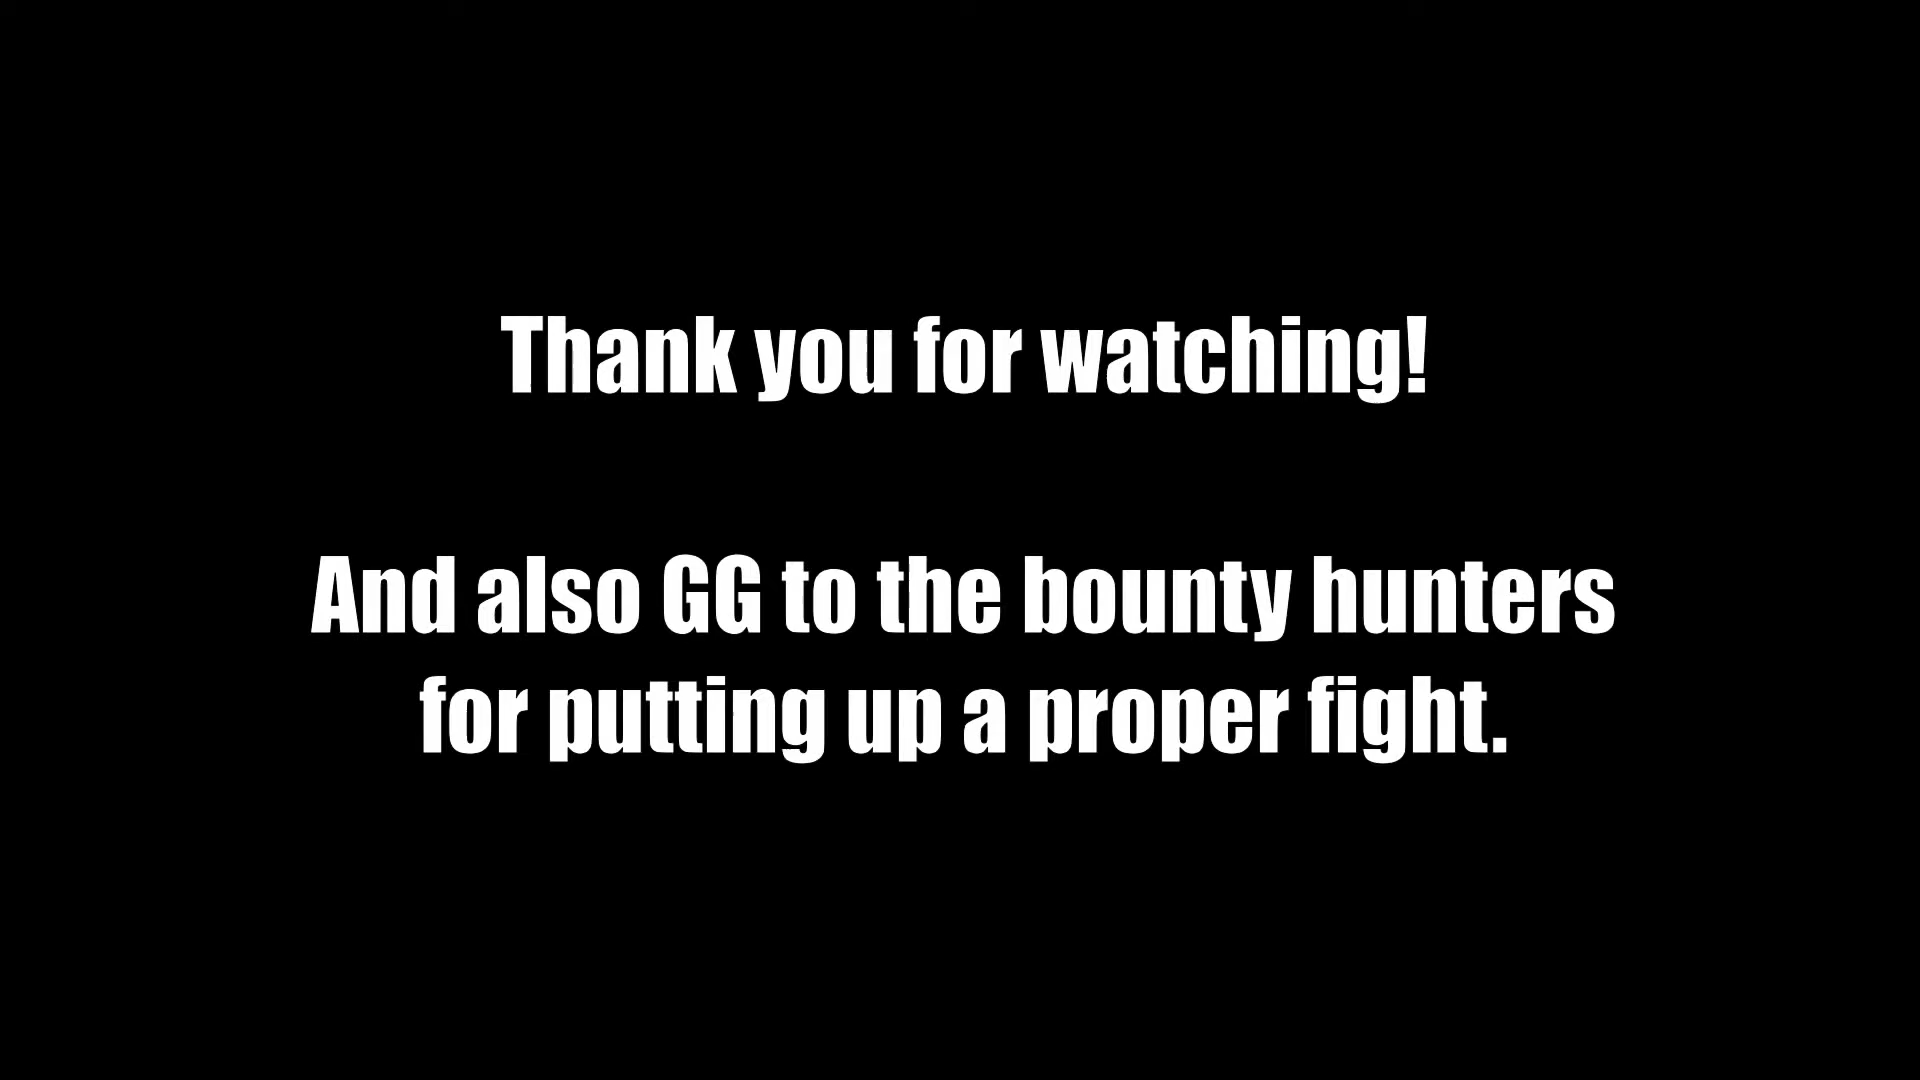 Thank you for watching!
And also GG to the bounty hunters
for putting up a proper fight.